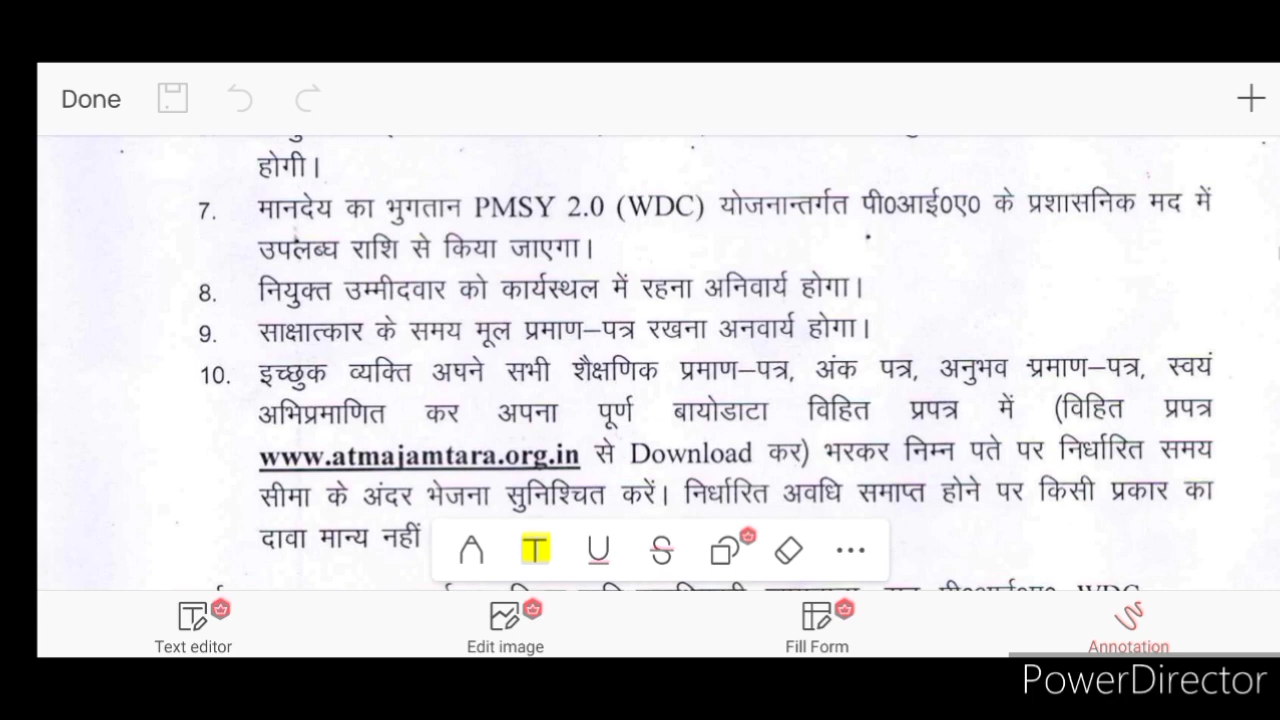 Done
होगी।
7. मानदेय का भुगतान PMSY 2.0 (WDC) योजनान्तर्गत पी0आई0ए0 के प्रशासनिक मद में
उपलब्ध राशि से किया जाएगा।
8. नियुक्त उम्मीदवार को कार्यस्थल में रहना अनिवार्य होगा।
9. साक्षात्कार के समय मूल प्रमाण–पत्र रखना अनवार्य होगा।
10. इच्छुक व्यक्ति अपने सभी शैक्षणिक प्रमाण–पत्र, अंक पत्र, अनुभव प्रमाण–पत्र, स्वयं
अभिप्रमाणित कर अपना पूर्ण बायोडाटा विहित प्रपत्र में (विहित प्रपत्र
www.atmajamtara.org.in से Download कर) भरकर निम्न पते पर निर्धारित समय
सीमा के अंदर भेजना सुनिश्चित करें। निर्धारित अवधि समाप्त होने पर किसी प्रकार का
दावा मान्य नहीं
Text editor Edit image Fill Form Annotation
PowerDirector